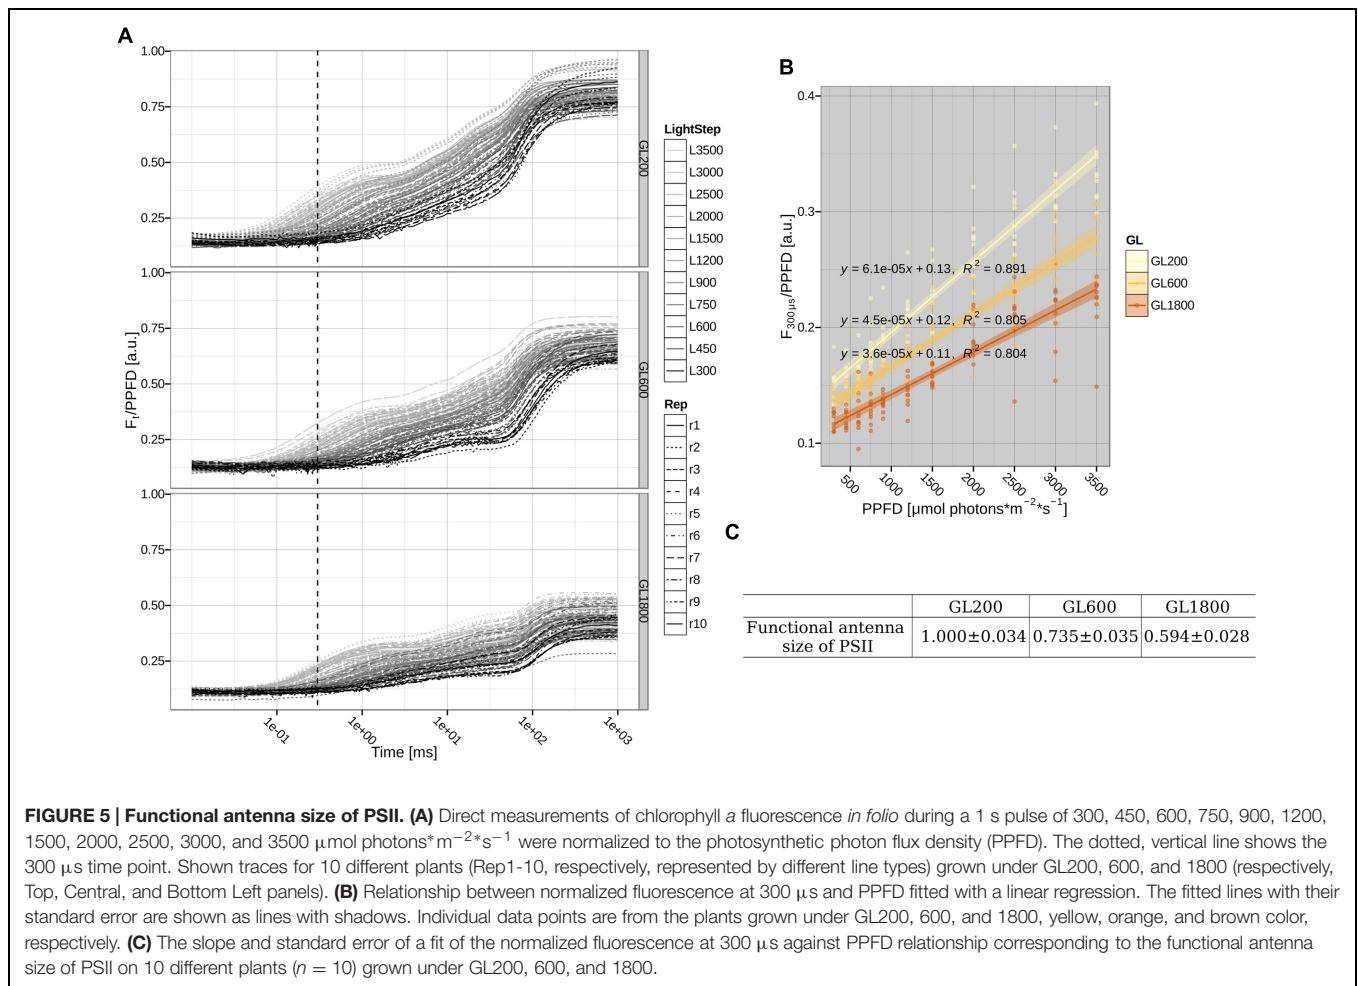 A
1.00
0.75
0.50
0.25
GL200
1.00
0.75
0.50
0.25
GL600
1.00
0.75
0.50
0.25
GL1800
Ft/PPFD [a.u.]
1e-01
1e+00
1e+01
1e+02
1e+03
Time [ms]
LightStep
L3500
L3000
L2500
L2000
L1500
L1200
L900
L750
L600
L450
L300
Rep
r1
r2
r3
r4
r5
r6
r7
r8
r9
r10
B
0.4
0.3
0.2
0.1
F300µs/PPFD [a.u.]
y = 6.1e-05x + 0.13, R² = 0.891
y = 4.5e-05x + 0.12, R² = 0.805
y = 3.6e-05x + 0.11, R² = 0.804
500
1000
1500
2000
2500
3000
3500
PPFD [µmol photons*m−2*s−1]
GL
GL200
GL600
GL1800
C
GL200 GL600 GL1800
Functional antenna
size of PSII
1.000±0.034 0.735±0.035 0.594±0.028
FIGURE 5 | Functional antenna size of PSII. (A) Direct measurements of chlorophyll a fluorescence in folio during a 1 s pulse of 300, 450, 600, 750, 900, 1200,
1500, 2000, 2500, 3000, and 3500 µmol photons*m−2*s−1 were normalized to the photosynthetic photon flux density (PPFD). The dotted, vertical line shows the
300 µs time point. Shown traces for 10 different plants (Rep1-10, respectively, represented by different line types) grown under GL200, 600, and 1800 (respectively,
Top, Central, and Bottom Left panels). (B) Relationship between normalized fluorescence at 300 µs and PPFD fitted with a linear regression. The fitted lines with their
standard error are shown as lines with shadows. Individual data points are from the plants grown under GL200, 600, and 1800, yellow, orange, and brown color,
respectively. (C) The slope and standard error of a fit of the normalized fluorescence at 300 µs against PPFD relationship corresponding to the functional antenna
size of PSII on 10 different plants (n = 10) grown under GL200, 600, and 1800.